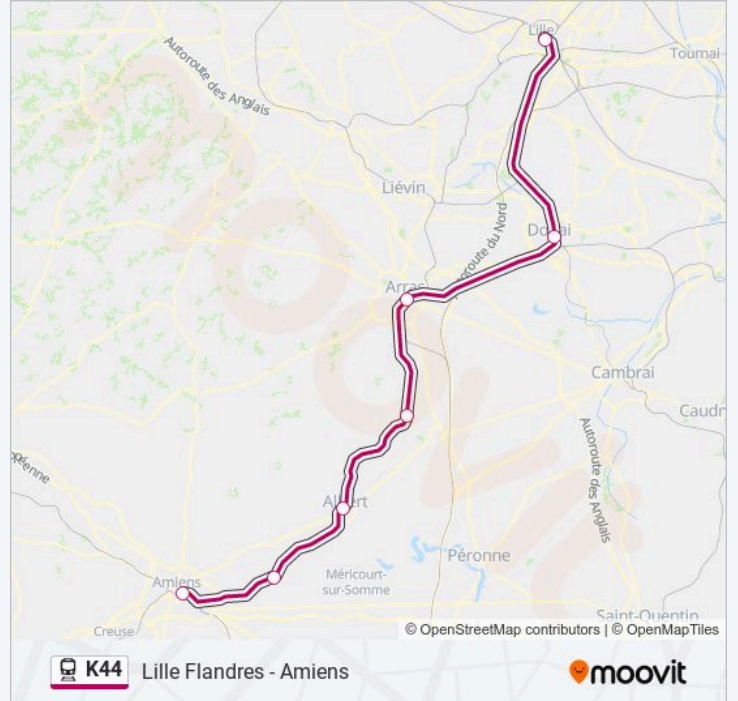 Lille
Tournai
Autoroute des Anglais
Liévin
Autoroute du Nord
Douai
Arras
Cambrai
Caudr
Autoroute des Anglais
Albert
Péronne
Amiens
Méricourt-
sur-Somme
Saint-Quentin
Creuse
© OpenStreetMap contributors | © OpenMapTiles
K44 Lille Flandres - Amiens
moovit